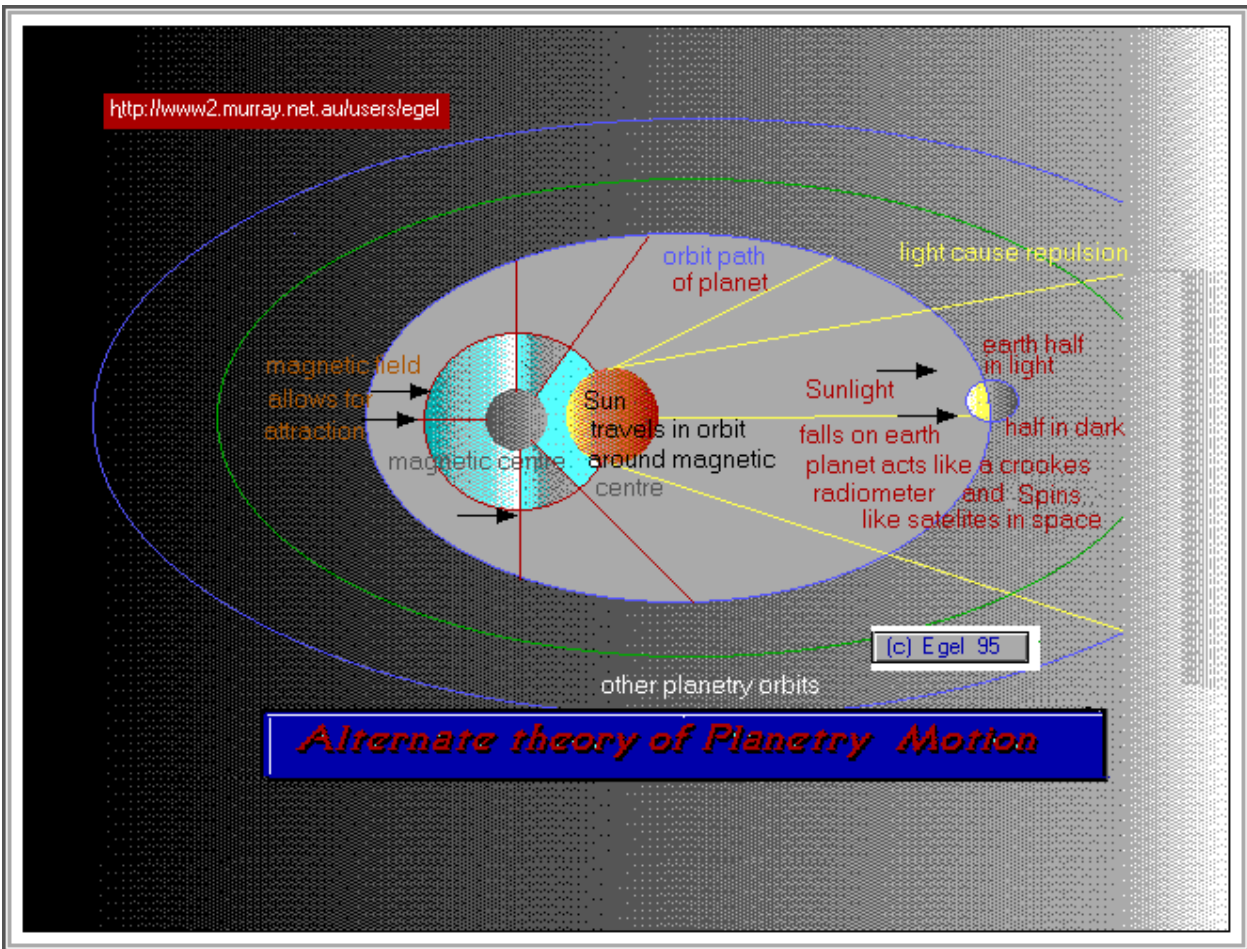 http://www2.murray.net.au/users/egel
orbit path
of planet
light cause repulsion
magnetic field
allows for
attraction
magnetic centre
Sun
travels in orbit
around magnetic
centre
Sunlight
falls on earth
planet acts like a crookes
radiometer and Spins
like satelites in space
earth half
in light
half in dark
(c) Egel 95
other planetry orbits
Alternate theory of Planetry Motion